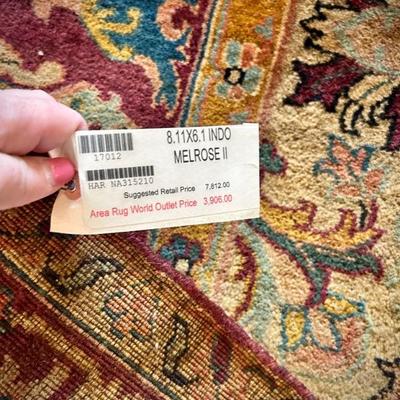 8.11X6.1 INDO
17012
MELROSE II
HAR NA315210
Suggested Retail Price 7,812.00
Area Rug World Outlet Price 3,906.00